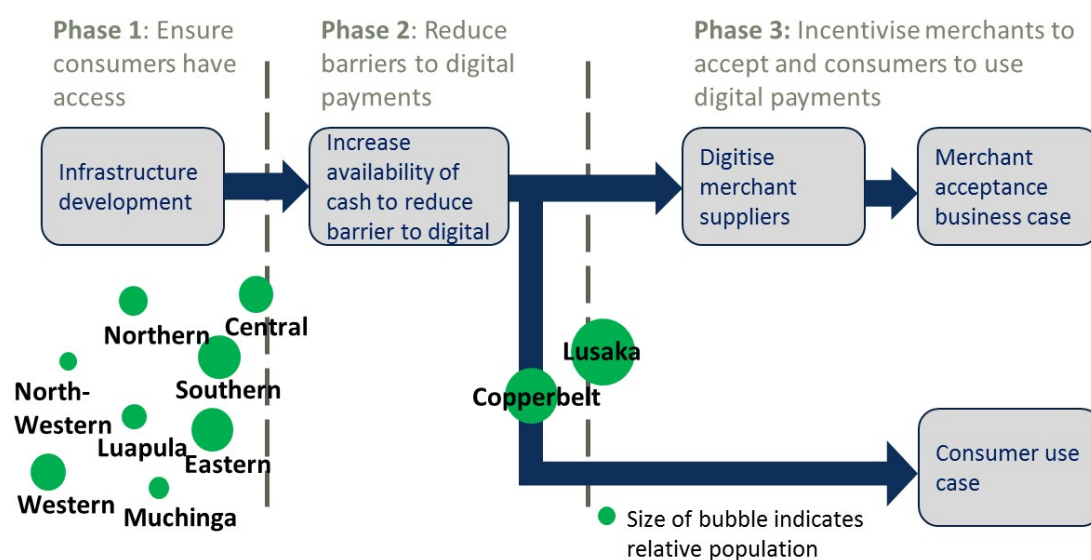 Phase 1: Ensure
consumers have
access
Phase 2: Reduce
barriers to digital
payments
Phase 3: Incentivise merchants to
accept and consumers to use
digital payments
Infrastructure
development
Increase
availability of
cash to reduce
barrier to digital
Digitise
merchant
suppliers
Merchant
acceptance
business case
Northern
Central
North-
Western
Southern
Luapula
Eastern
Western
Muchinga
Lusaka
Copperbelt
Consumer use
case
Size of bubble indicates
relative population